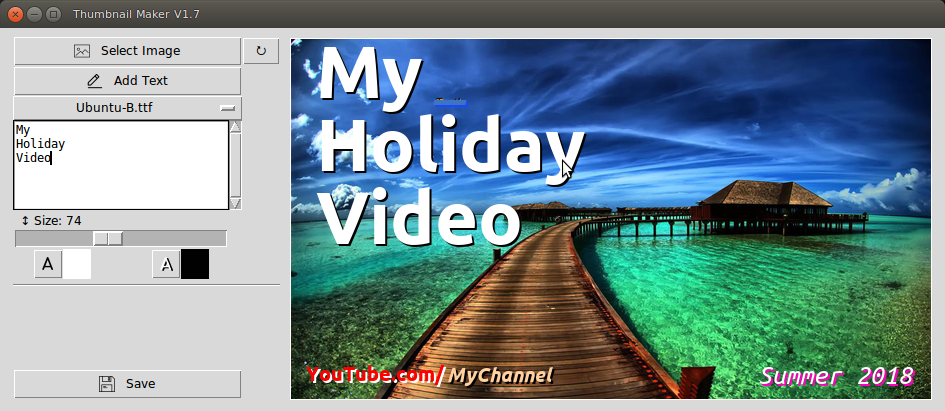 Thumbnail Maker V1.7
Select Image
↻
Add Text
Ubuntu-B.ttf
My
Holiday
Video
↕ Size: 74
A
A
Save
My
Holiday
Video
YouTube.com/MyChannel
Summer 2018